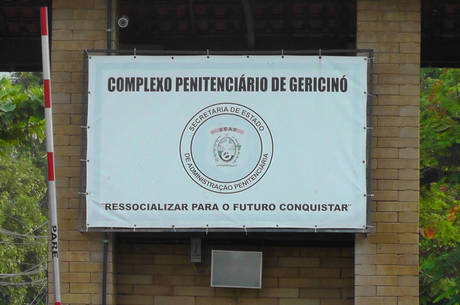 COMPLEXO PENITENCIÁRIO DE GERICINÓ
SECRETARIA DE ESTADO
SEAP
DE ADMINISTRAÇÃO PENITENCIÁRIA
"RESSOCIALIZAR PARA O FUTURO CONQUISTAR"
PARE